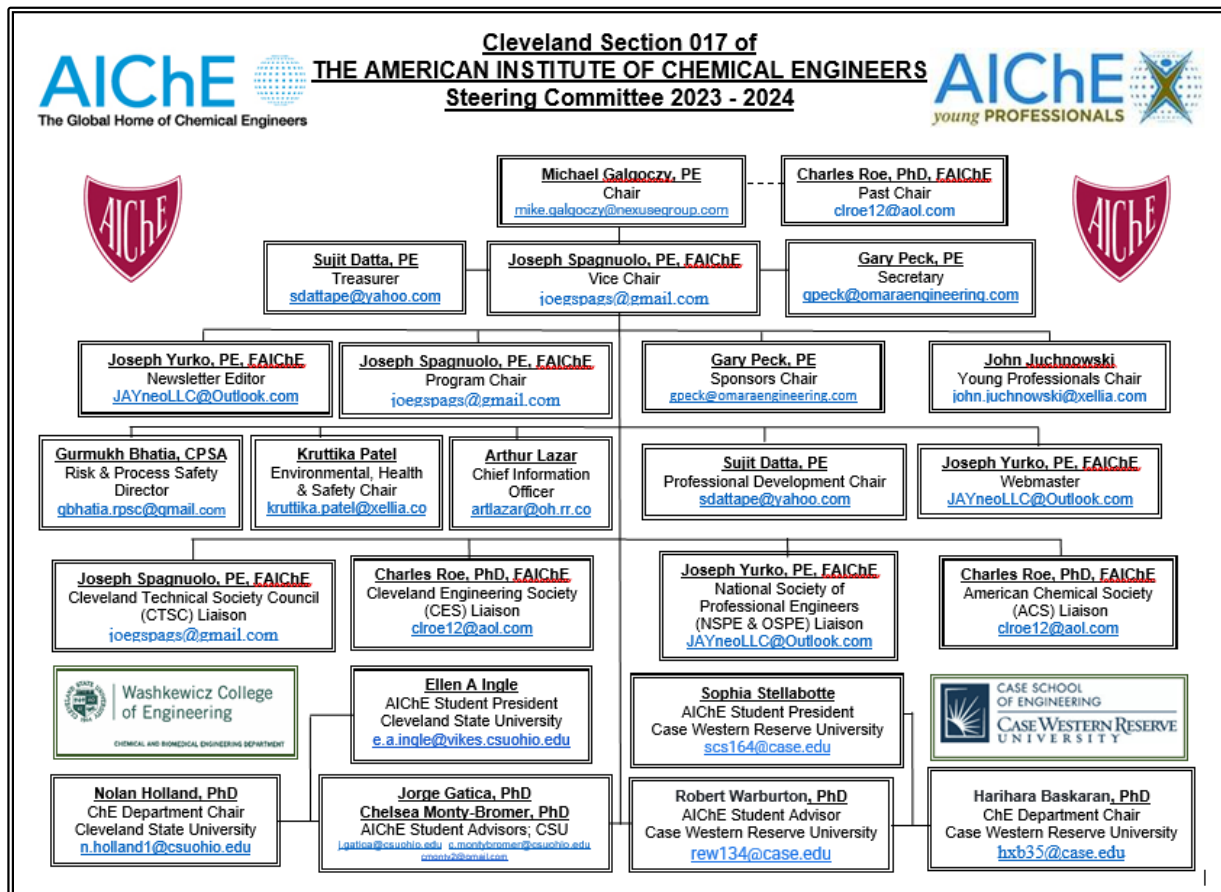 Cleveland Section 017 of
THE AMERICAN INSTITUTE OF CHEMICAL ENGINEERS
Steering Committee 2023 - 2024
AIChE
The Global Home of Chemical Engineers
AIChE
young PROFESSIONALS
AIChE
AIChE
Michael Galgoczy, PE
Chair
mike.galgoczy@nexusegroup.com
Charles Roe, PhD, FAIChE
Past Chair
clroe12@aol.com
Sujit Datta, PE
Treasurer
sdattape@yahoo.com
Joseph Spagnuolo, PE, FAIChE
Vice Chair
joegspags@gmail.com
Gary Peck, PE
Secretary
gpeck@omaraengineering.com
Joseph Yurko, PE, FAIChE
Newsletter Editor
JAYneoLLC@Outlook.com
Joseph Spagnuolo, PE, FAIChE
Program Chair
joegspags@gmail.com
Gary Peck, PE
Sponsors Chair
gpeck@omaraengineering.com
John Juchnowski
Young Professionals Chair
john.juchnowski@xellia.com
Gurmukh Bhatia, CPSA
Risk & Process Safety
Director
gbhatia.rpsc@gmail.com
Kruttika Patel
Environmental, Health
& Safety Chair
kruttika.patel@xellia.co
Arthur Lazar
Chief Information
Officer
artlazar@oh.rr.co
Sujit Datta, PE
Professional Development Chair
sdattape@yahoo.com
Joseph Yurko, PE, FAIChE
Webmaster
JAYneoLLC@Outlook.com
Joseph Spagnuolo, PE, FAIChE
Cleveland Technical Society Council
(CTSC) Liaison
joegspags@gmail.com
Charles Roe, PhD, FAIChE
Cleveland Engineering Society
(CES) Liaison
clroe12@aol.com
Joseph Yurko, PE, FAIChE
National Society of
Professional Engineers
(NSPE & OSPE) Liaison
JAYneoLLC@Outlook.com
Charles Roe, PhD, FAIChE
American Chemical Society
(ACS) Liaison
clroe12@aol.com
CLEVELAND STATE UNIVERSITY
Washkewicz College
of Engineering
CHEMICAL AND BIOMEDICAL ENGINEERING DEPARTMENT
Ellen A Ingle
AIChE Student President
Cleveland State University
e.a.ingle@vikes.csuohio.edu
Sophia Stellabotte
AIChE Student President
Case Western Reserve University
scs164@case.edu
CASE SCHOOL
OF ENGINEERING
CASE WESTERN RESERVE
UNIVERSITY
Nolan Holland, PhD
ChE Department Chair
Cleveland State University
n.holland1@csuohio.edu
Jorge Gatica, PhD
Chelsea Monty-Bromer, PhD
AIChE Student Advisors; CSU
j.gatica@csuohio.edu c.montybromer@csuohio.edu
cmonty2@gmail.com
Robert Warburton, PhD
AIChE Student Advisor
Case Western Reserve University
rew134@case.edu
Harihara Baskaran, PhD
ChE Department Chair
Case Western Reserve University
hxb35@case.edu